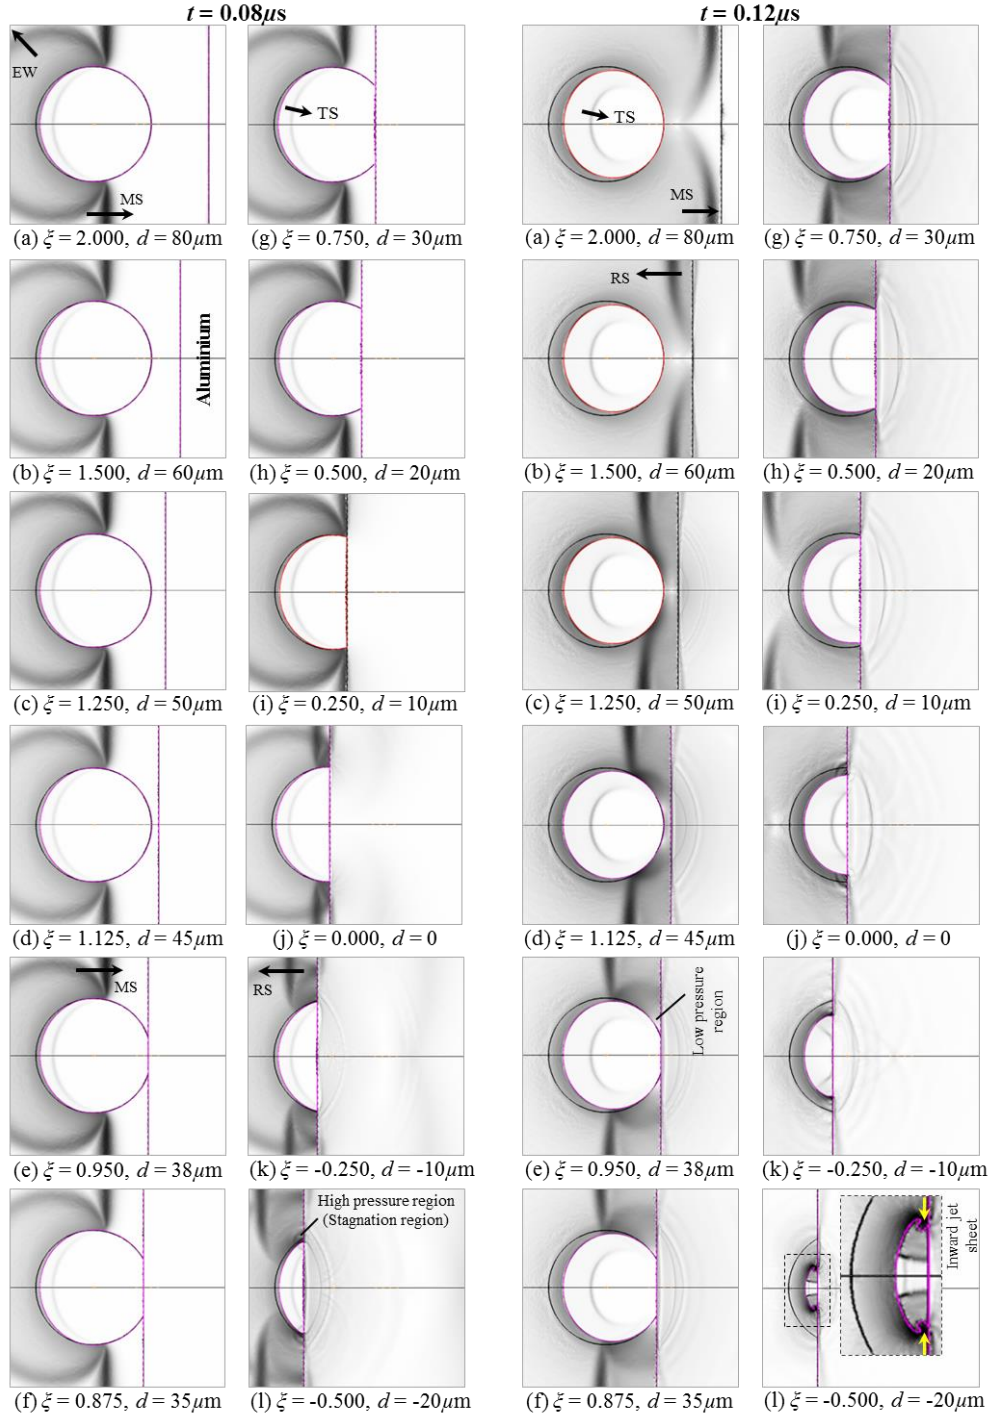 t = 0.08µs
t = 0.12µs
EW
MS
TS
TS
MS
(a) ξ = 2.000, d = 80µm
(g) ξ = 0.750, d = 30µm
(a) ξ = 2.000, d = 80µm
(g) ξ = 0.750, d = 30µm
Aluminium
RS
(b) ξ = 1.500, d = 60µm
(h) ξ = 0.500, d = 20µm
(b) ξ = 1.500, d = 60µm
(h) ξ = 0.500, d = 20µm
(c) ξ = 1.250, d = 50µm
(i) ξ = 0.250, d = 10µm
(c) ξ = 1.250, d = 50µm
(i) ξ = 0.250, d = 10µm
(d) ξ = 1.125, d = 45µm
(j) ξ = 0.000, d = 0
(d) ξ = 1.125, d = 45µm
(j) ξ = 0.000, d = 0
MS
RS
Low pressure
region
(e) ξ = 0.950, d = 38µm
(k) ξ = -0.250, d = -10µm
(e) ξ = 0.950, d = 38µm
(k) ξ = -0.250, d = -10µm
High pressure region
(Stagnation region)
Inward jet
sheet
(f) ξ = 0.875, d = 35µm
(l) ξ = -0.500, d = -20µm
(f) ξ = 0.875, d = 35µm
(l) ξ = -0.500, d = -20µm